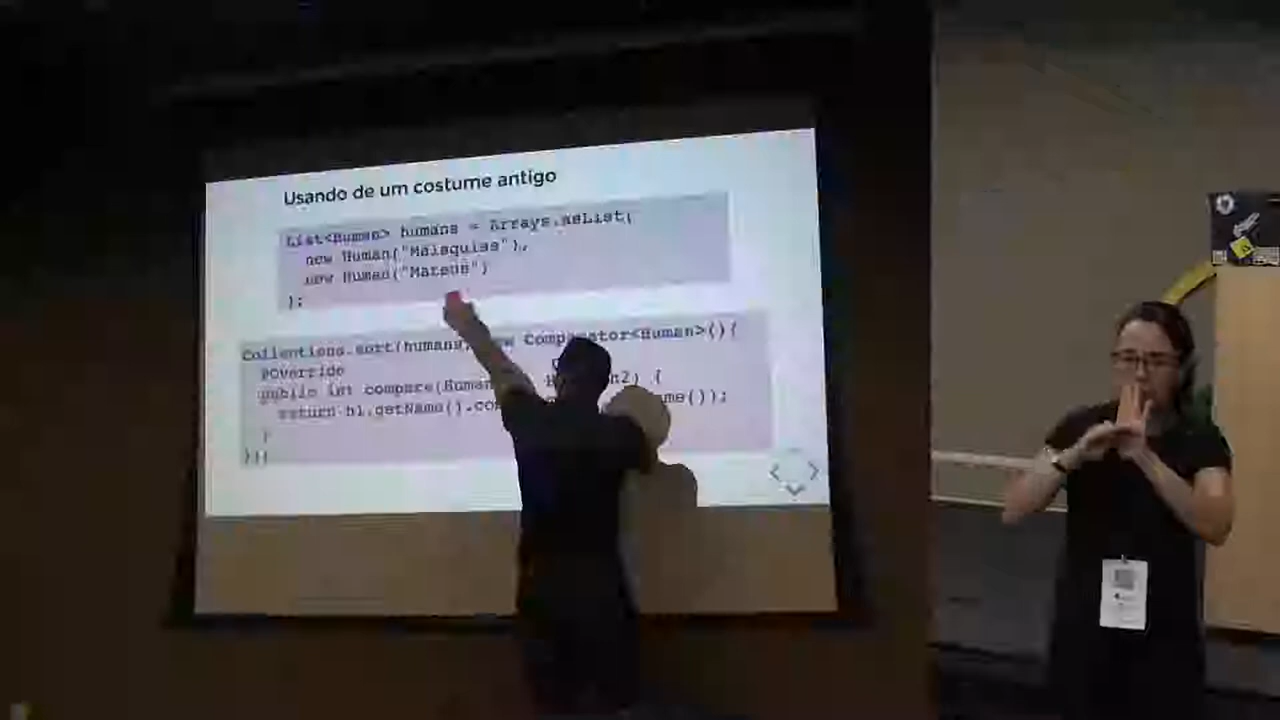 Usando de um costume antigo
List<Human> humans = Arrays.asList(
new Human("Malaquias"),
new Human("Mateus")
);
Collections.sort(humans, new Comparator<Human>(){
@Override
public int compare(Human {
return h1.getName().
}
});